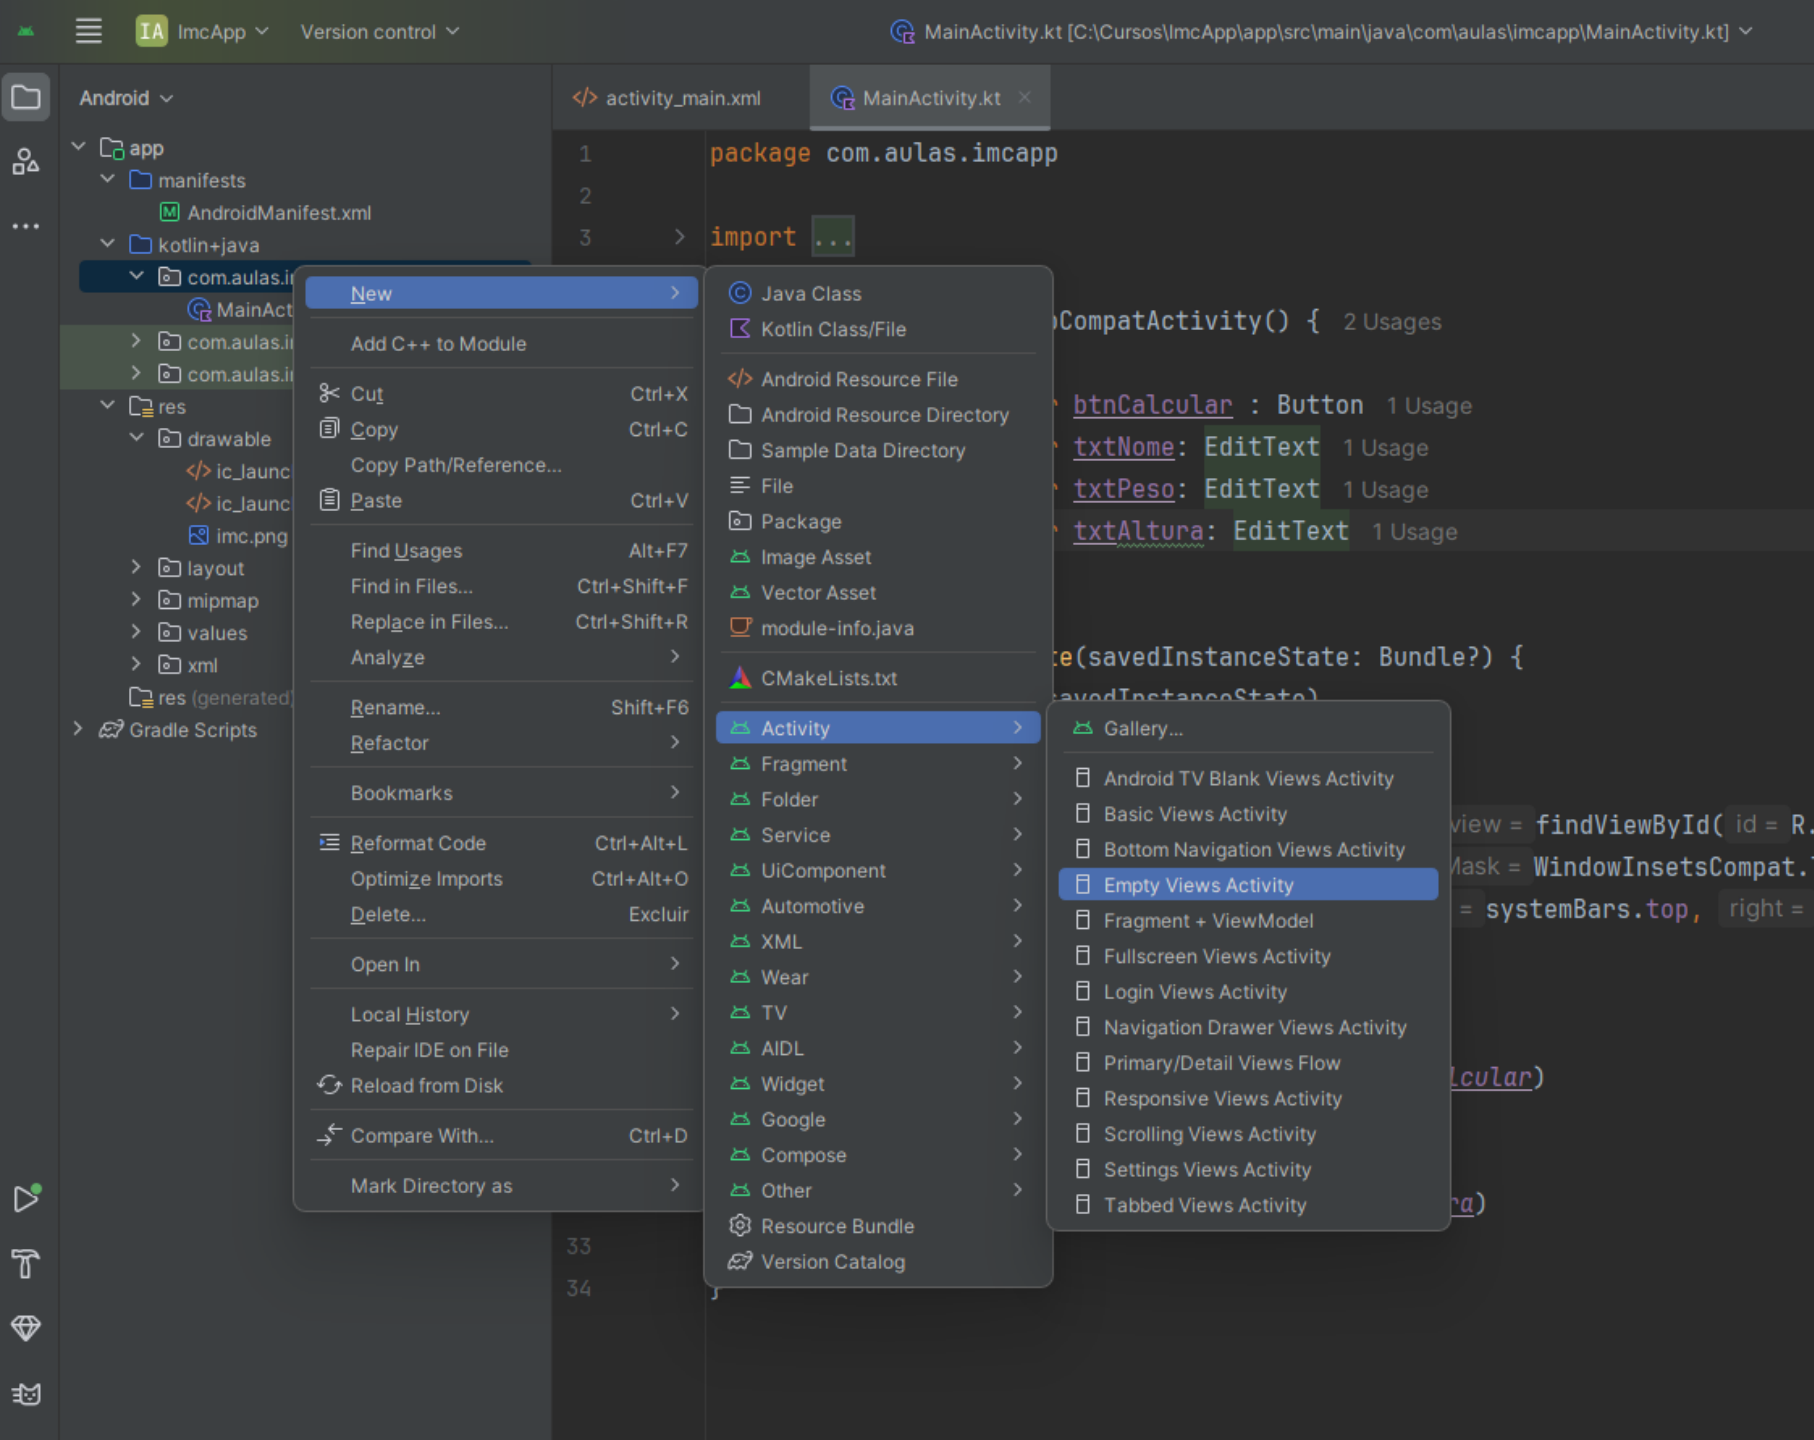 IA ImcApp Version control MainActivity.kt [C:\Cursos\ImcApp\app\src\main\java\com\aulas\imcapp\MainActivity.kt]
Android
app
manifests
AndroidManifest.xml
kotlin+java
com.aulas.i
MainAct
com.aulas.i
com.aulas.i
res
drawable
ic_launc
ic_launc
imc.png
layout
mipmap
values
xml
res (generated)
Gradle Scripts
activity_main.xml MainActivity.kt
1 package com.aulas.imcapp
2
3 import ...
CompatActivity() { 2 Usages
btnCalcular : Button 1 Usage
txtNome: EditText 1 Usage
txtPeso: EditText 1 Usage
txtAltura: EditText 1 Usage
te(savedInstanceState: Bundle?) {
savedInstanceState)
view = findViewById( id = R.
Mask = WindowInsetsCompat.
= systemBars.top, right =
lcular)
ra)
33
34 }
New
Add C++ to Module
Cut Ctrl+X
Copy Ctrl+C
Copy Path/Reference...
Paste Ctrl+V
Find Usages Alt+F7
Find in Files... Ctrl+Shift+F
Replace in Files... Ctrl+Shift+R
Analyze
Rename... Shift+F6
Refactor
Bookmarks
Reformat Code Ctrl+Alt+L
Optimize Imports Ctrl+Alt+O
Delete... Excluir
Open In
Local History
Repair IDE on File
Reload from Disk
Compare With... Ctrl+D
Mark Directory as
Java Class
Kotlin Class/File
Android Resource File
Android Resource Directory
Sample Data Directory
File
Package
Image Asset
Vector Asset
module-info.java
CMakeLists.txt
Activity
Fragment
Folder
Service
UiComponent
Automotive
XML
Wear
TV
AIDL
Widget
Google
Compose
Other
Resource Bundle
Version Catalog
Gallery...
Android TV Blank Views Activity
Basic Views Activity
Bottom Navigation Views Activity
Empty Views Activity
Fragment + ViewModel
Fullscreen Views Activity
Login Views Activity
Navigation Drawer Views Activity
Primary/Detail Views Flow
Responsive Views Activity
Scrolling Views Activity
Settings Views Activity
Tabbed Views Activity